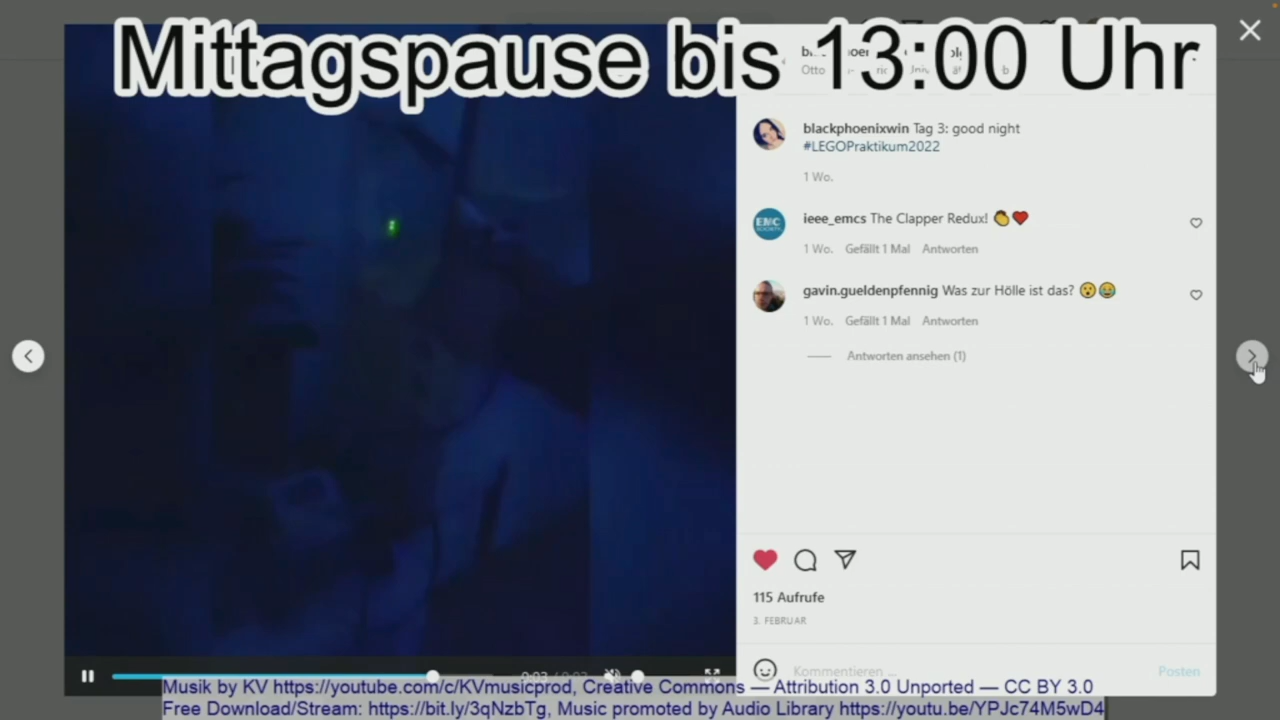 Mittagspause bis 13:00 Uhr
Otto
blackphoenixwin Tag 3: good night
#LEGOPraktikum2022
1 Wo.
EMC
ieee_emcs The Clapper Redux! 👏❤️
1 Wo. Gefällt 1 Mal Antworten
gavin.gueldenpfennig Was zur Hölle ist das? 😮😂
1 Wo. Gefällt 1 Mal Antworten
Antworten ansehen (1)
115 Aufrufe
3. FEBRUAR
Kommentieren ...
Posten
Musik by KV https://youtube.com/c/KVmusicprod, Creative Commons — Attribution 3.0 Unported — CC BY 3.0
Free Download/Stream: https://bit.ly/3qNzbTg, Music promoted by Audio Library https://youtu.be/YPJc74M5wD4